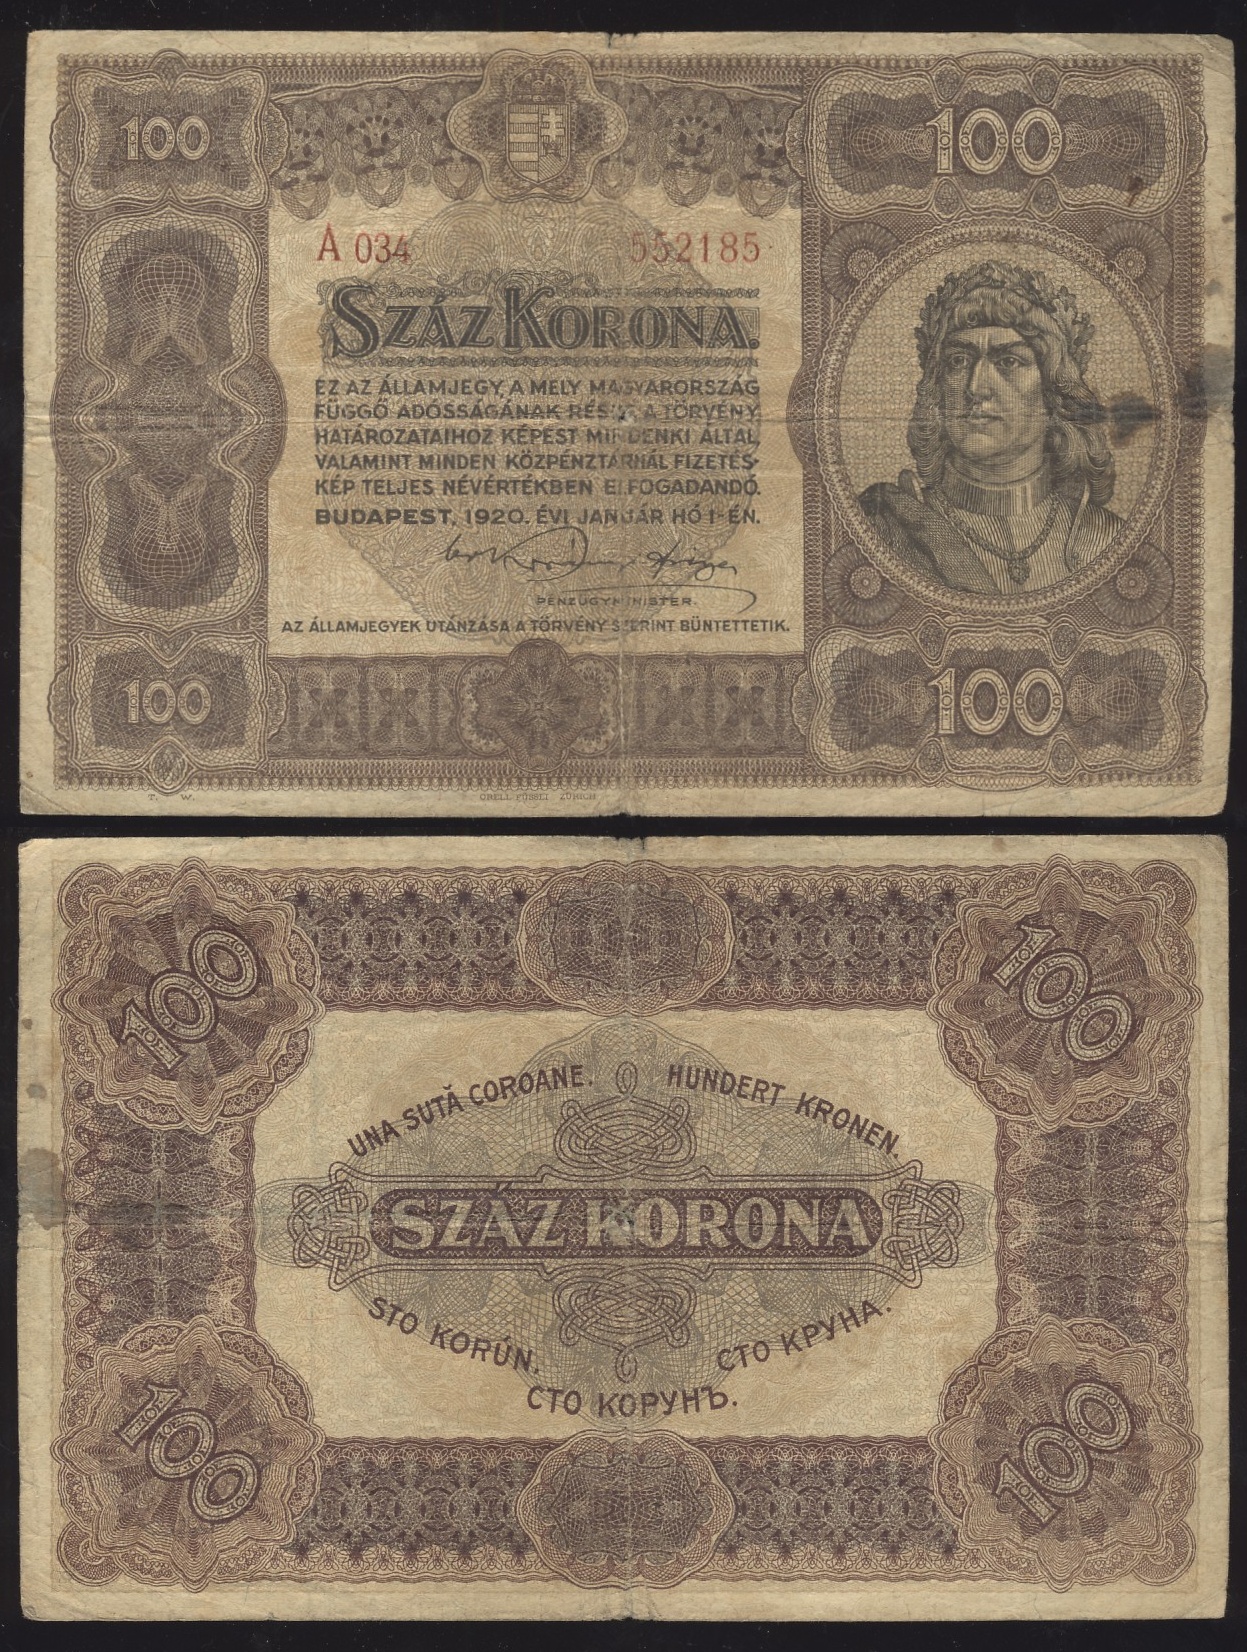 100
100
A 034 552185
SZÁZ KORONA.
EZ AZ ÁLLAMJEGY, A MELY MAGYARORSZÁG
FÜGGŐ ADÓSSÁGÁNAK RÉSZE, A TÖRVÉNY
HATÁROZATAIHOZ KÉPEST MINDENKI ÁLTAL,
VALAMINT MINDEN KÖZPÉNZTÁRNÁL FIZETÉS-
KÉP TELJES NÉVÉRTÉKBEN ELFOGADANDÓ.
BUDAPEST, 1920. ÉVI JANUÁR HÓ 1-ÉN.
PÉNZÜGYMINISTER.
AZ ÁLLAMJEGYEK UTÁNZÁSA A TÖRVÉNY SZERINT BÜNTETTETIK.
100
100
T. W. ORELL FÜSSLI ZÜRICH
100
100
UNA SUTĂ COROANE. HUNDERT KRONEN.
SZÁZ KORONA
STO KORÚN. СТО КРУНА.
СТО КОРУНЪ.
100
100